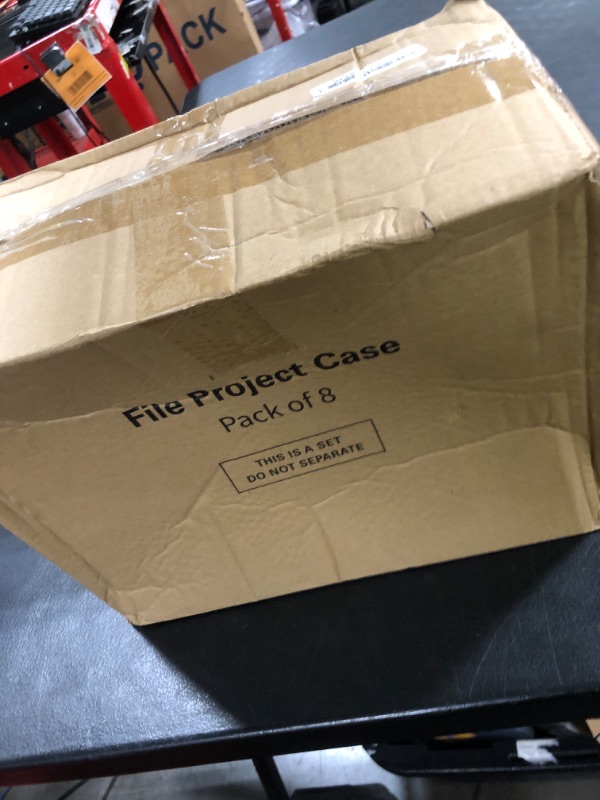 PACK
File Project Case
Pack of 8
THIS IS A SET
DO NOT SEPARATE